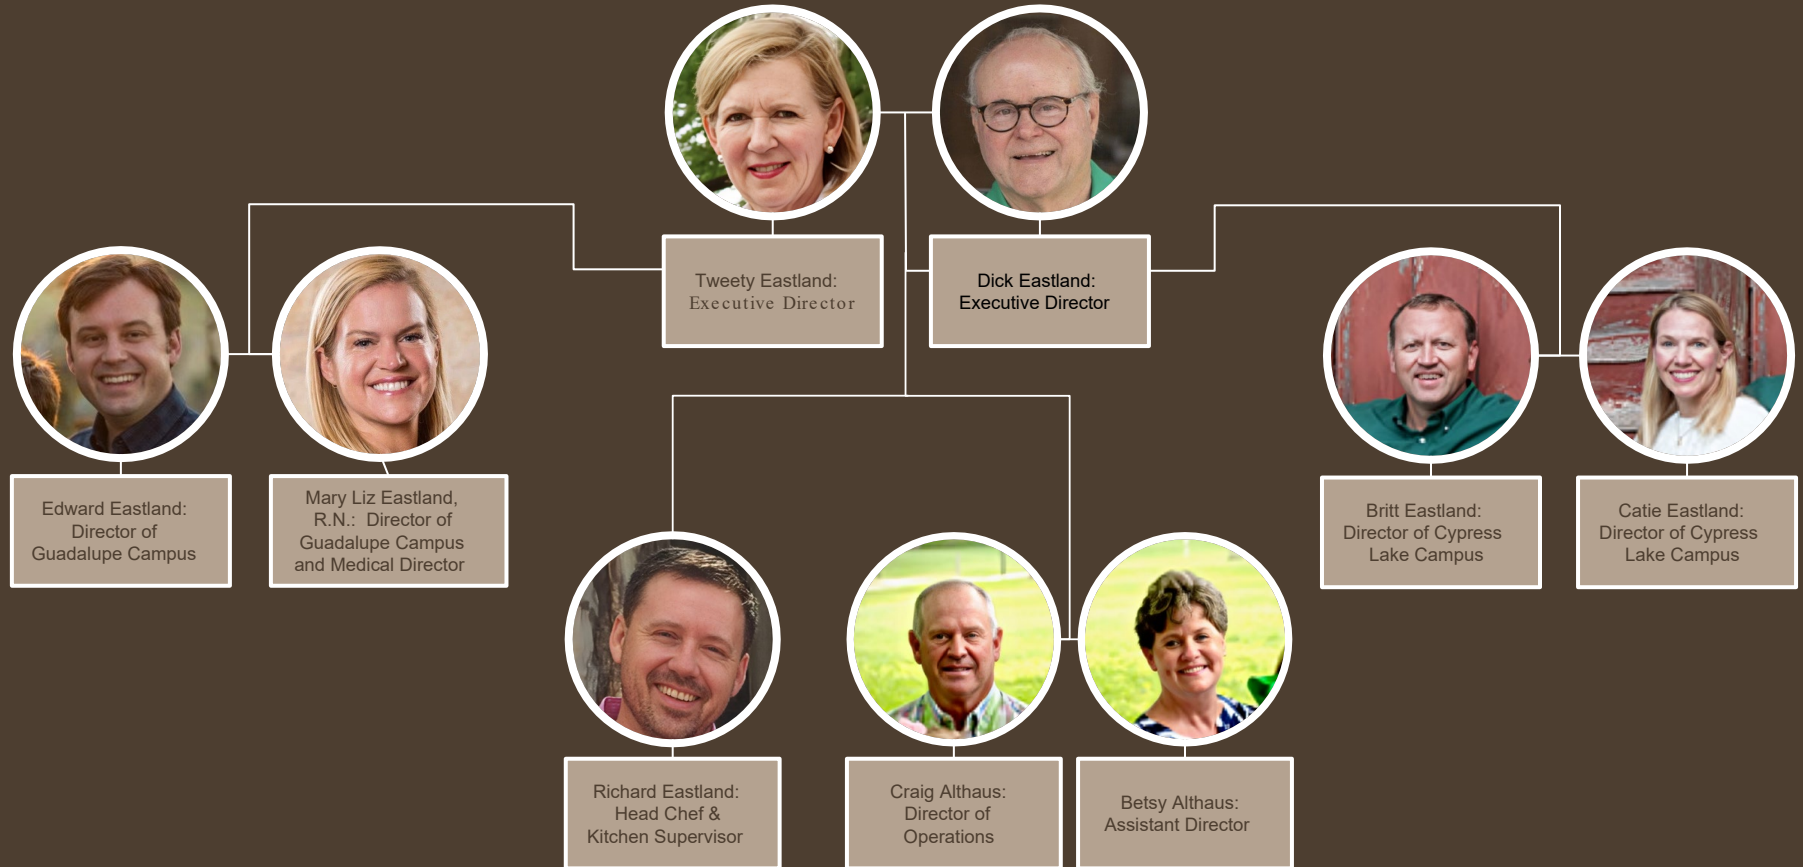 Tweety Eastland:
Executive Director
Dick Eastland:
Executive Director
Edward Eastland:
Director of
Guadalupe Campus
Mary Liz Eastland,
R.N.:  Director of
Guadalupe Campus
and Medical Director
Britt Eastland:
Director of Cypress
Lake Campus
Catie Eastland:
Director of Cypress
Lake Campus
Richard Eastland:
Head Chef &
Kitchen Supervisor
Craig Althaus:
Director of
Operations
Betsy Althaus:
Assistant Director